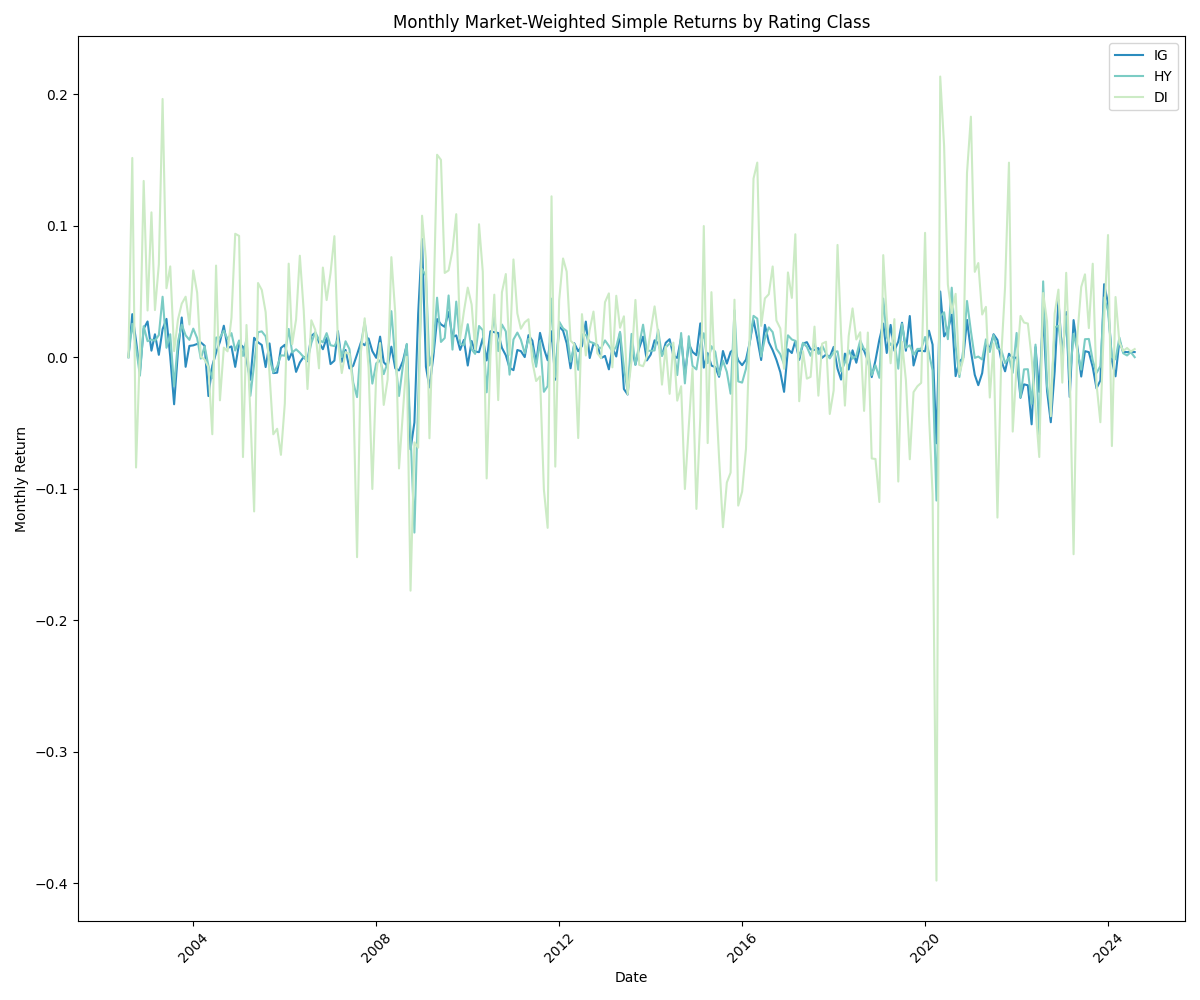 Monthly Market-Weighted Simple Returns by Rating Class
IG
HY
DI
0.2
0.1
0.0
−0.1
−0.2
−0.3
−0.4
Monthly Return
2004
2008
2012
2016
2020
2024
Date